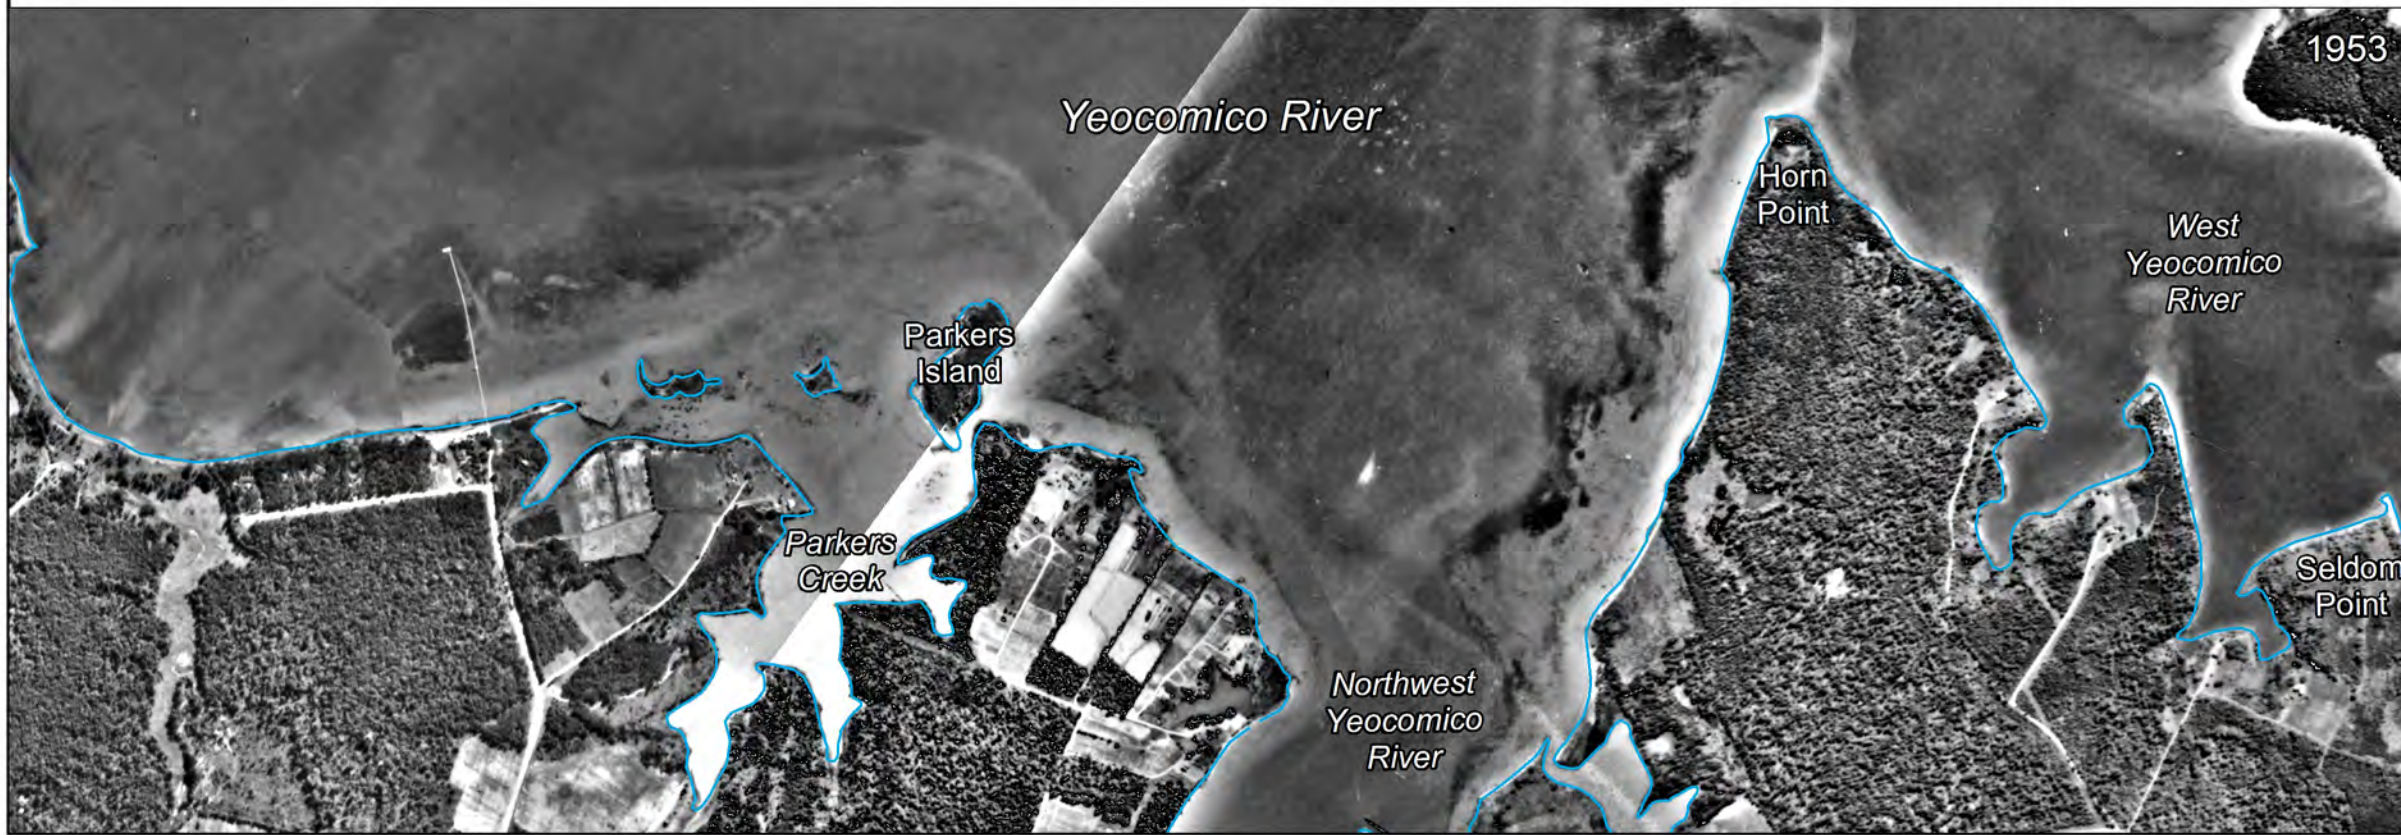 1953
Yeocomico River
Horn
Point
West
Yeocomico
River
Parkers
Island
Parkers
Creek
Seldom
Point
Northwest
Yeocomico
River